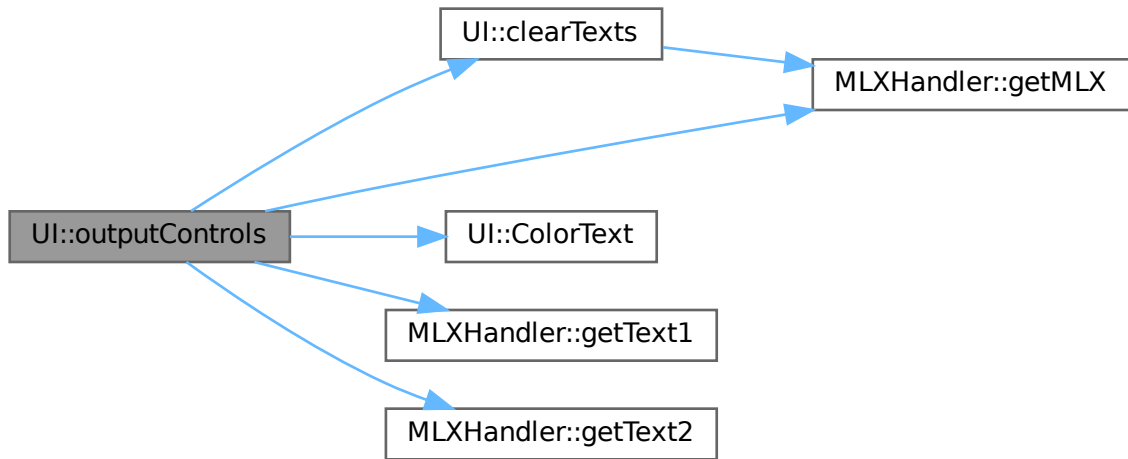 UI::clearTexts
MLXHandler::getMLX
UI::outputControls
UI::ColorText
MLXHandler::getText1
MLXHandler::getText2